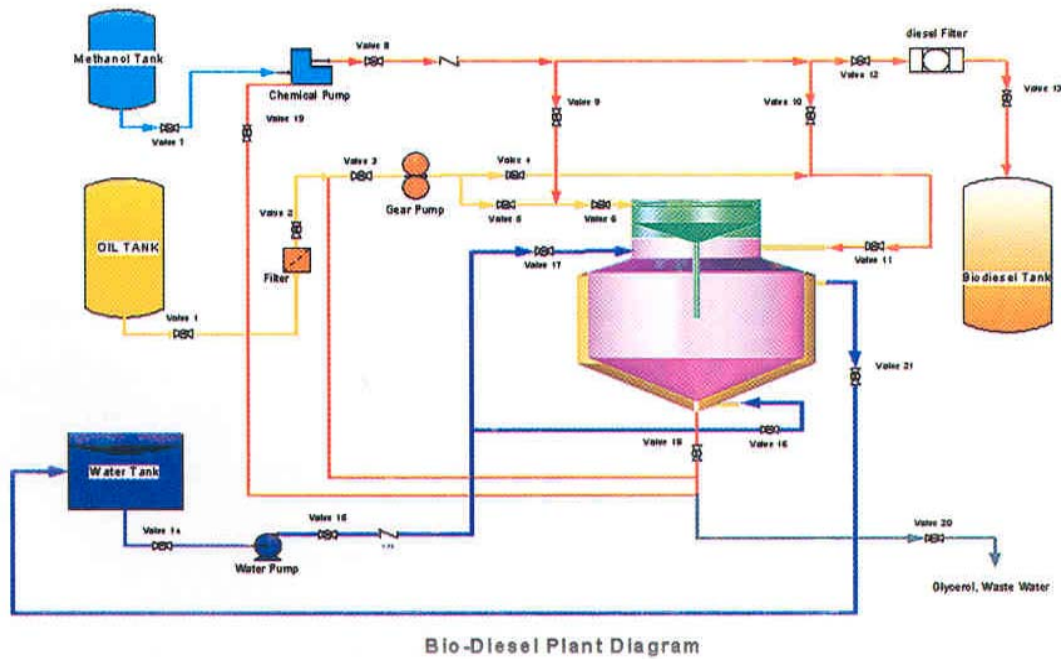 Methanol Tank
Valve 8
diesel Filter
Chemical Pump
Valve 12
Valve 13
Valve 9
Valve 10
Valve 19
Valve 1
Valve 3
Valve 4
Valve 2
Gear Pump
Valve 5
Valve 6
OIL TANK
Filter
Valve 17
Valve 11
Biodiesel Tank
Valve 1
Valve 21
Valve 16
Water Tank
Valve 14
Water Pump
Valve 20
Glycerol, Waste Water
Bio-Diesel Plant Diagram